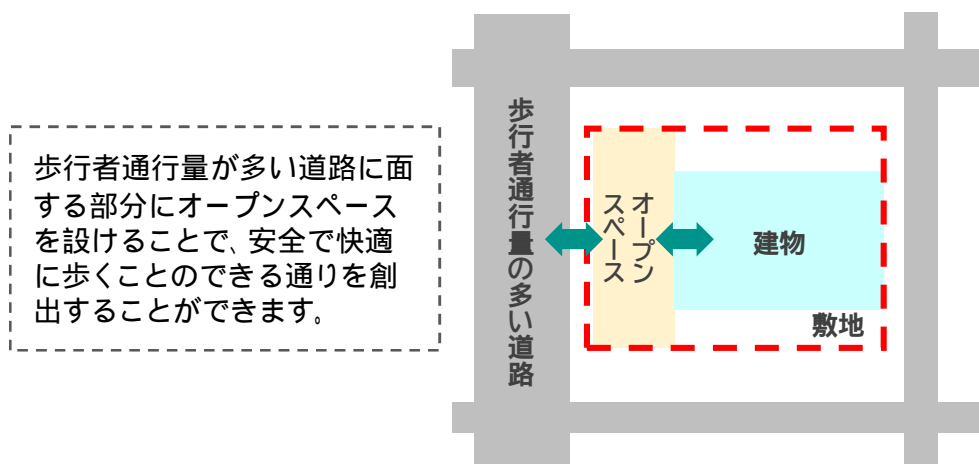 歩行者通行量が多い道路に面
する部分にオープンスペース
を設けることで、安全で快適
に歩くことのできる通りを創
出することができます。
歩行者通行量の多い道路
オープン
スペース
建物
敷地